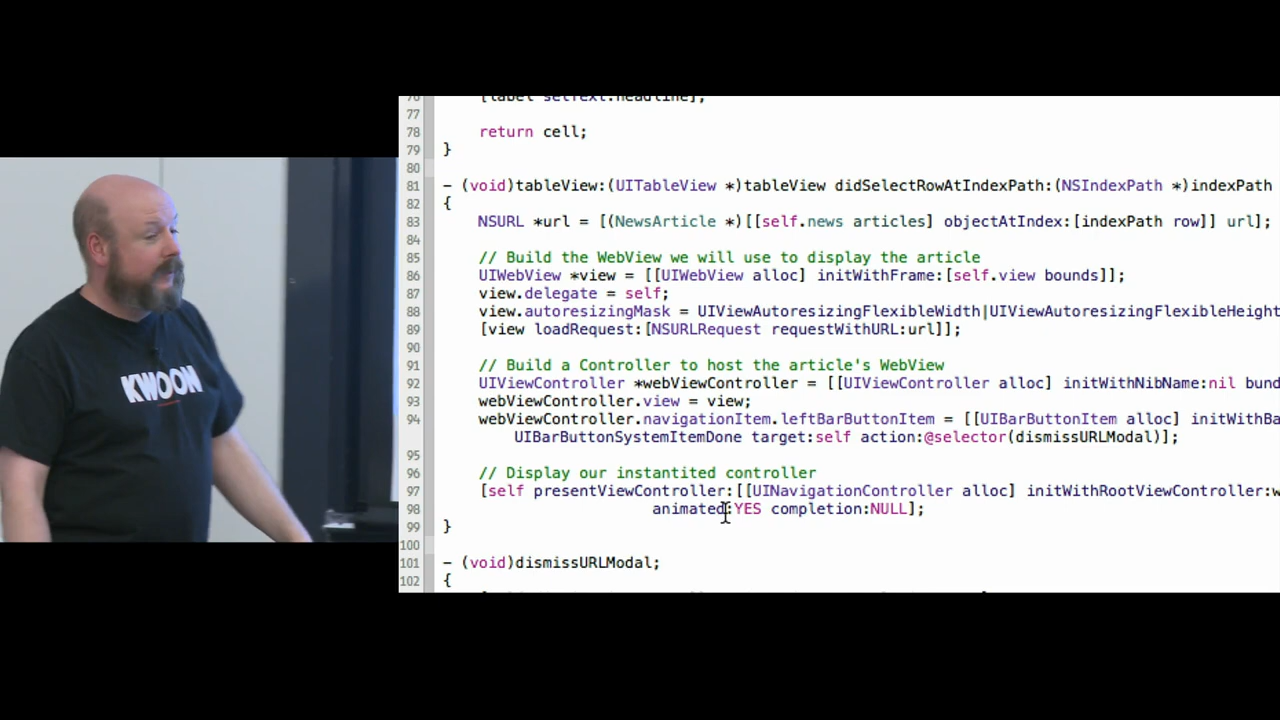 KWOON
76 [label setText:headline];
77
78 return cell;
79 }
80
81 - (void)tableView:(UITableView *)tableView didSelectRowAtIndexPath:(NSIndexPath *)indexPath
82 {
83 NSURL *url = [(NewsArticle *)[[self.news articles] objectAtIndex:[indexPath row]] url];
84
85 // Build the WebView we will use to display the article
86 UIWebView *view = [[UIWebView alloc] initWithFrame:[self.view bounds]];
87 view.delegate = self;
88 view.autoresizingMask = UIViewAutoresizingFlexibleWidth|UIViewAutoresizingFlexibleHeight
89 [view loadRequest:[NSURLRequest requestWithURL:url]];
90
91 // Build a Controller to host the article's WebView
92 UIViewController *webViewController = [[UIViewController alloc] initWithNibName:nil bund
93 webViewController.view = view;
94 webViewController.navigationItem.leftBarButtonItem = [[UIBarButtonItem alloc] initWithBa
UIBarButtonSystemItemDone target:self action:@selector(dismissURLModal)];
95
96 // Display our instantited controller
97 [self presentViewController:[[UINavigationController alloc] initWithRootViewController:w
98 animated:YES completion:NULL];
99 }
100
101 - (void)dismissURLModal;
102 {